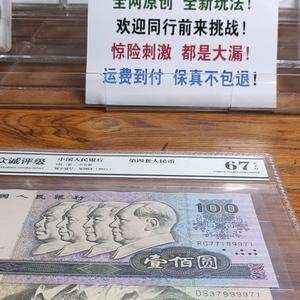 全网原创 全新玩法!
欢迎同行前来挑战!
惊险刺激 都是大漏!
运费到付 保真不包退!
众诚评级
中国人民银行
第四套人民币
67
国人民银行
100
RG77189971
壹佰圆
DS37999971